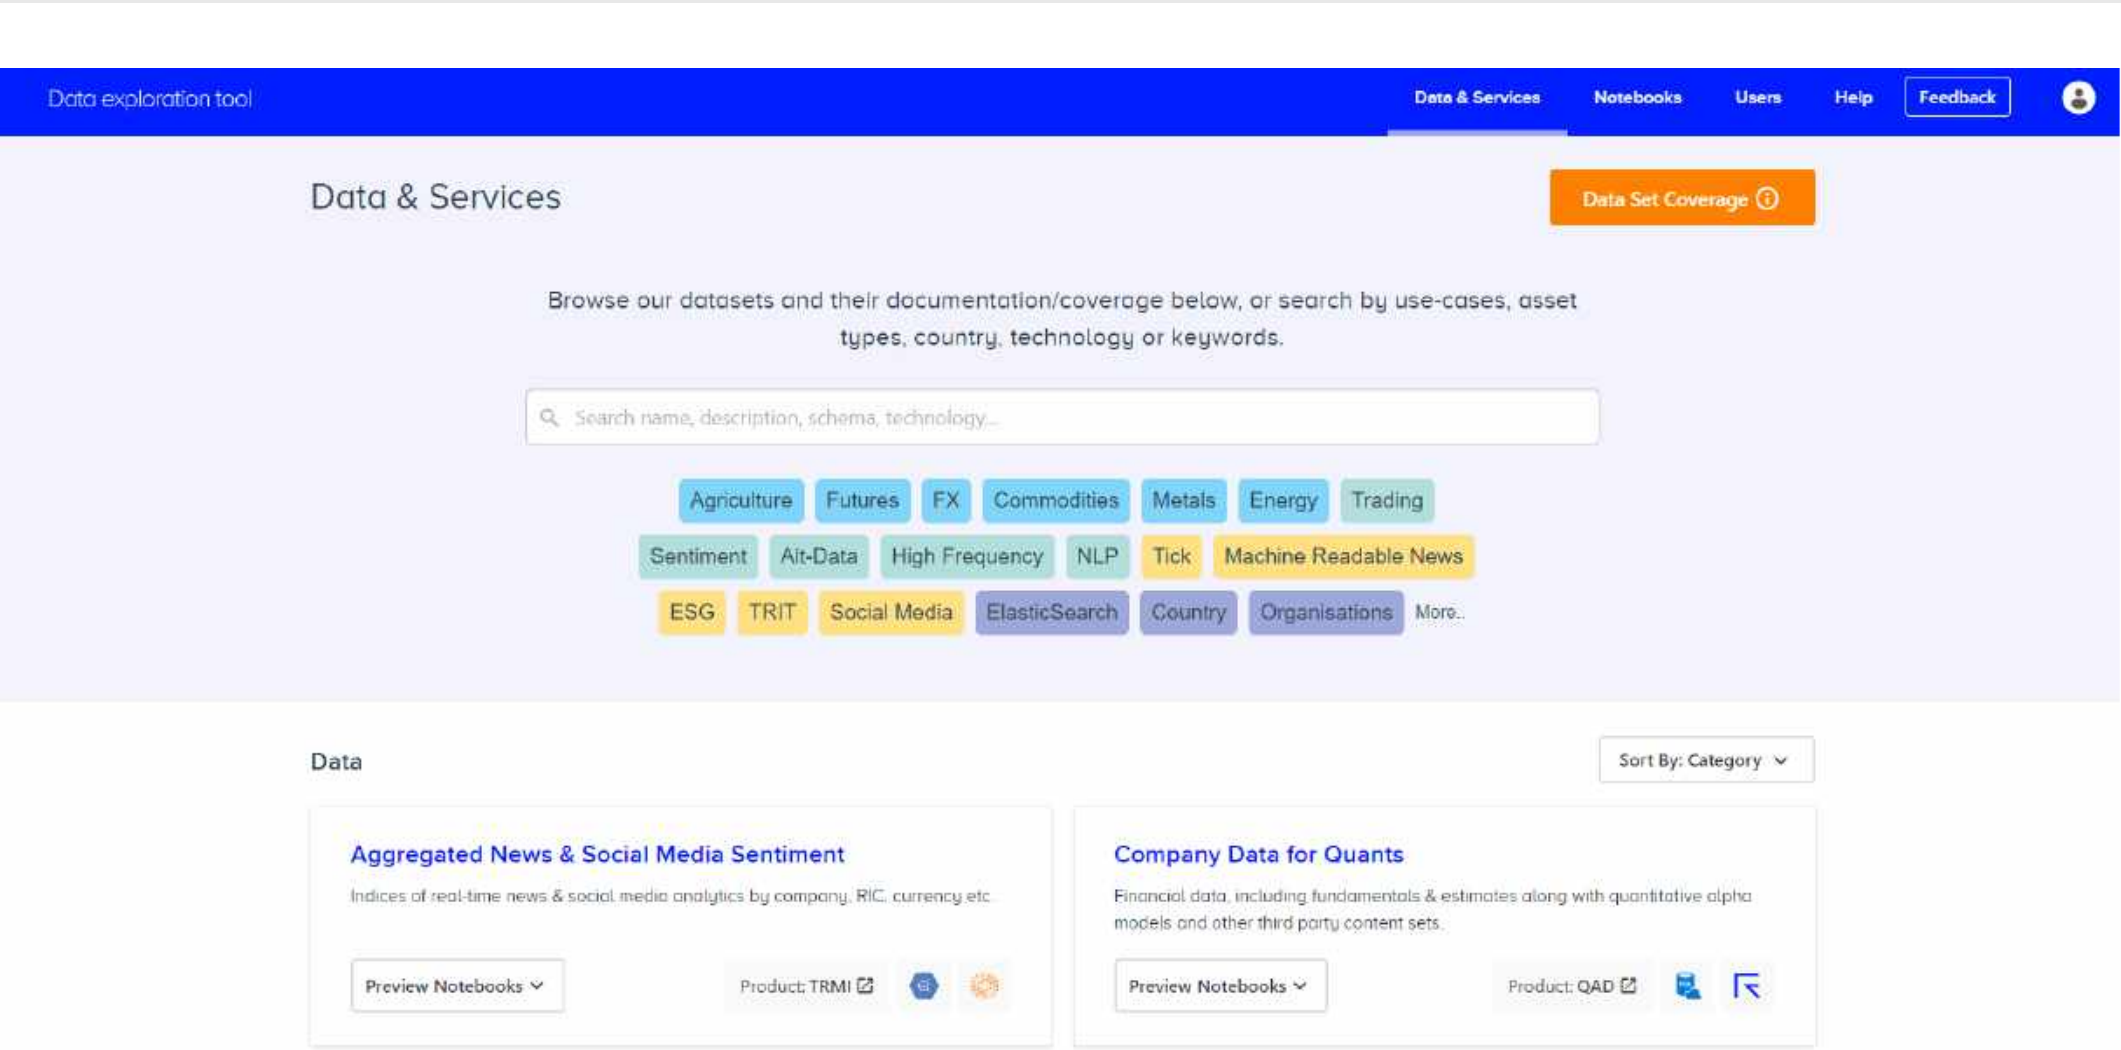 Data exploration tool
Data & Services Notebooks Users Help Feedback
Data & Services
Data Set Coverage
Browse our datasets and their documentation/coverage below, or search by use-cases, asset
types, country, technology or keywords.
Search name, description, schema, technology...
Agriculture Futures FX Commodities Metals Energy Trading
Sentiment Alt-Data High Frequency NLP Tick Machine Readable News
ESG TRIT Social Media ElasticSearch Country Organisations More..
Data
Sort By: Category
Aggregated News & Social Media Sentiment
Indices of real-time news & social media analytics by company, RIC, currency etc.
Preview Notebooks
Product: TRMI
Company Data for Quants
Financial data, including fundamentals & estimates along with quantitative alpha
models and other third party content sets.
Preview Notebooks
Product: QAD